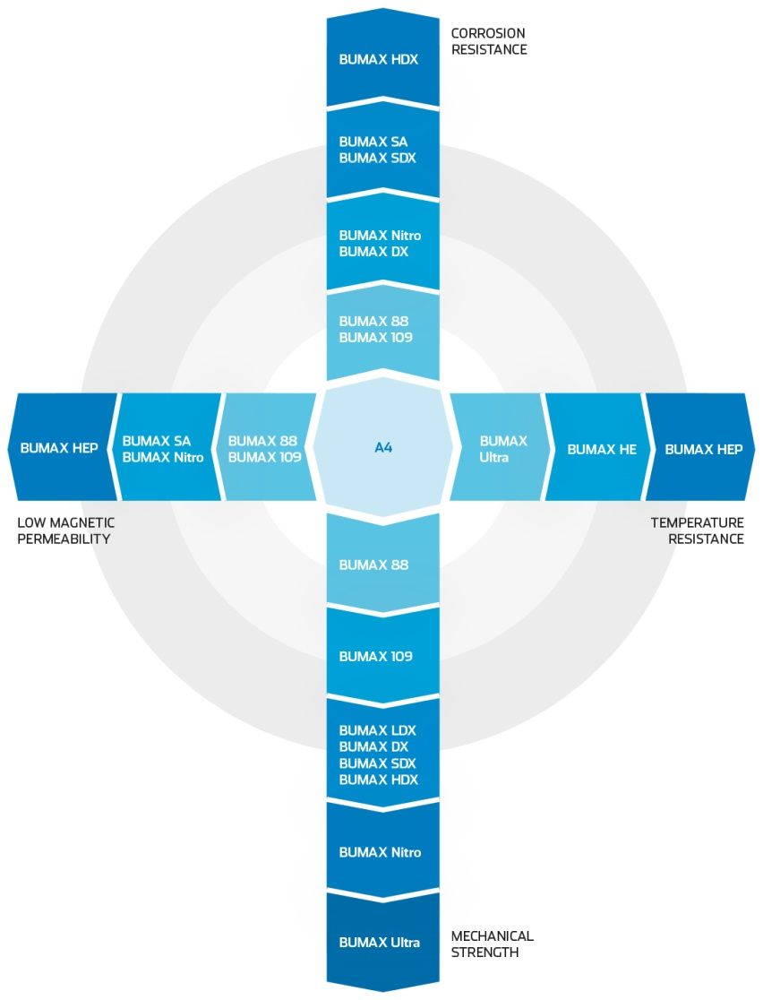 CORROSION
RESISTANCE
BUMAX HDX
BUMAX SA
BUMAX SDX
BUMAX Nitro
BUMAX DX
BUMAX 88
BUMAX 109
BUMAX HEP
BUMAX SA
BUMAX Nitro
BUMAX 88
BUMAX 109
A4
BUMAX
Ultra
BUMAX HE
BUMAX HEP
LOW MAGNETIC
PERMEABILITY
TEMPERATURE
RESISTANCE
BUMAX 88
BUMAX 109
BUMAX LDX
BUMAX DX
BUMAX SDX
BUMAX HDX
BUMAX Nitro
BUMAX Ultra
MECHANICAL
STRENGTH